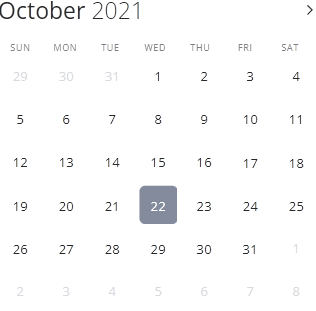 October 2021
SUN MON TUE WED THU FRI SAT
29 30 31 1 2 3 4
5 6 7 8 9 10 11
12 13 14 15 16 17 18
19 20 21 22 23 24 25
26 27 28 29 30 31 1
2 3 4 5 6 7 8